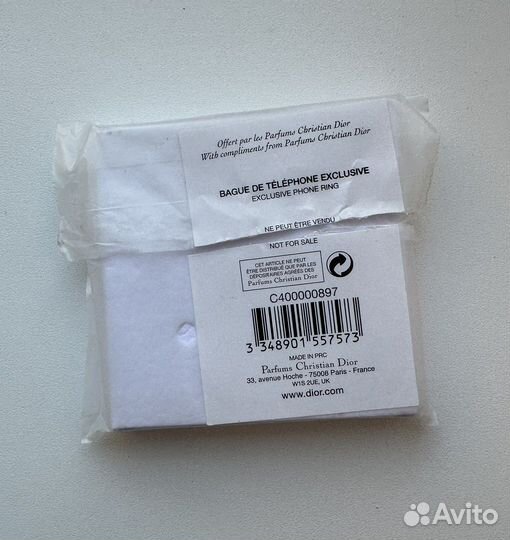 Offert par les Parfums Christian Dior
With compliments from Parfums Christian Dior
BAGUE DE TÉLÉPHONE EXCLUSIVE
EXCLUSIVE PHONE RING
NE PEUT ÊTRE VENDU
NOT FOR SALE
CET ARTICLE NE PEUT
ÊTRE DISTRIBUÉ QUE PAR LES
DÉPOSITAIRES AGRÉÉS DES
Parfums Christian Dior
C400000897
3 348901 557573
MADE IN PRC
Parfums Christian Dior
33, avenue Hoche - 75008 Paris - France
W1S 2UE, UK
www.dior.com
Avito